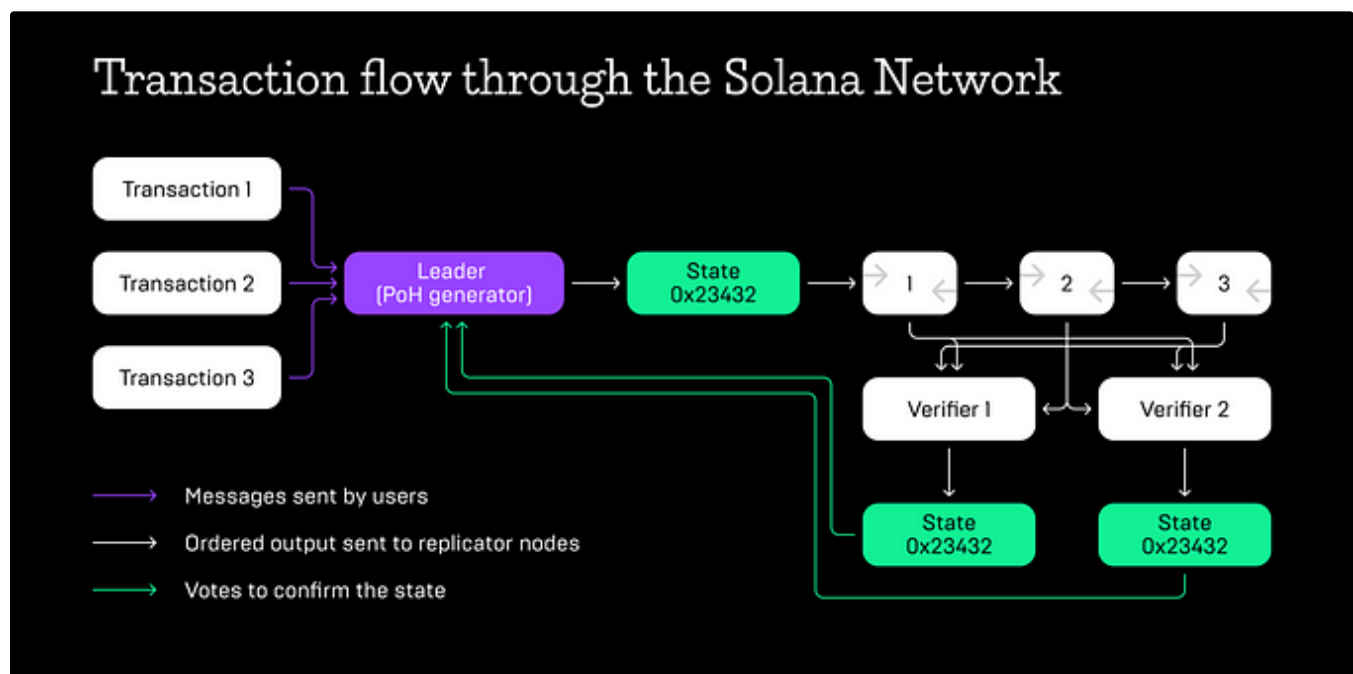 Transaction flow through the Solana Network
Transaction 1
Transaction 2
Transaction 3
Leader
(PoH generator)
State
0x23432
1
2
3
Verifier 1
Verifier 2
State
0x23432
State
0x23432
Messages sent by users
Ordered output sent to replicator nodes
Votes to confirm the state